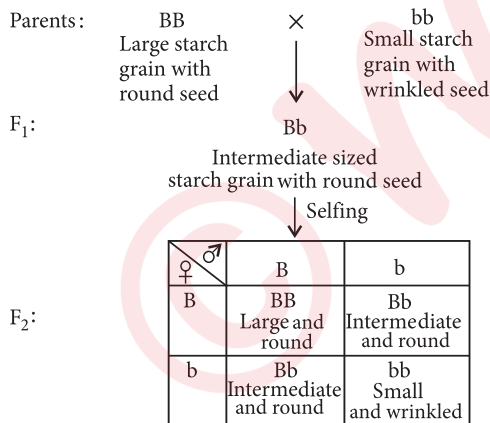 Parents: BB × bb
Large starch grain with round seed
Small starch grain with wrinkled seed
F₁: Bb
Intermediate sized
starch grain with round seed
Selfing
♀ ♂ B b
F₂: B BB Large and round Bb Intermediate and round
b Bb Intermediate and round bb Small and wrinkled